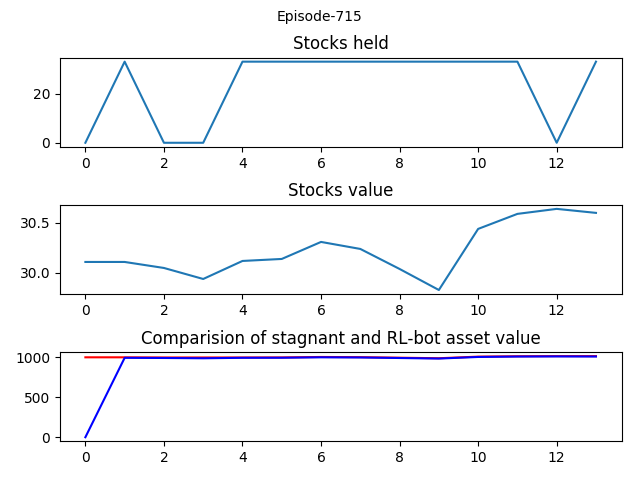 Episode-715
Stocks held
20
0
0 2 4 6 8 10 12
Stocks value
30.5
30.0
0 2 4 6 8 10 12
Comparision of stagnant and RL-bot asset value
1000
500
0
0 2 4 6 8 10 12